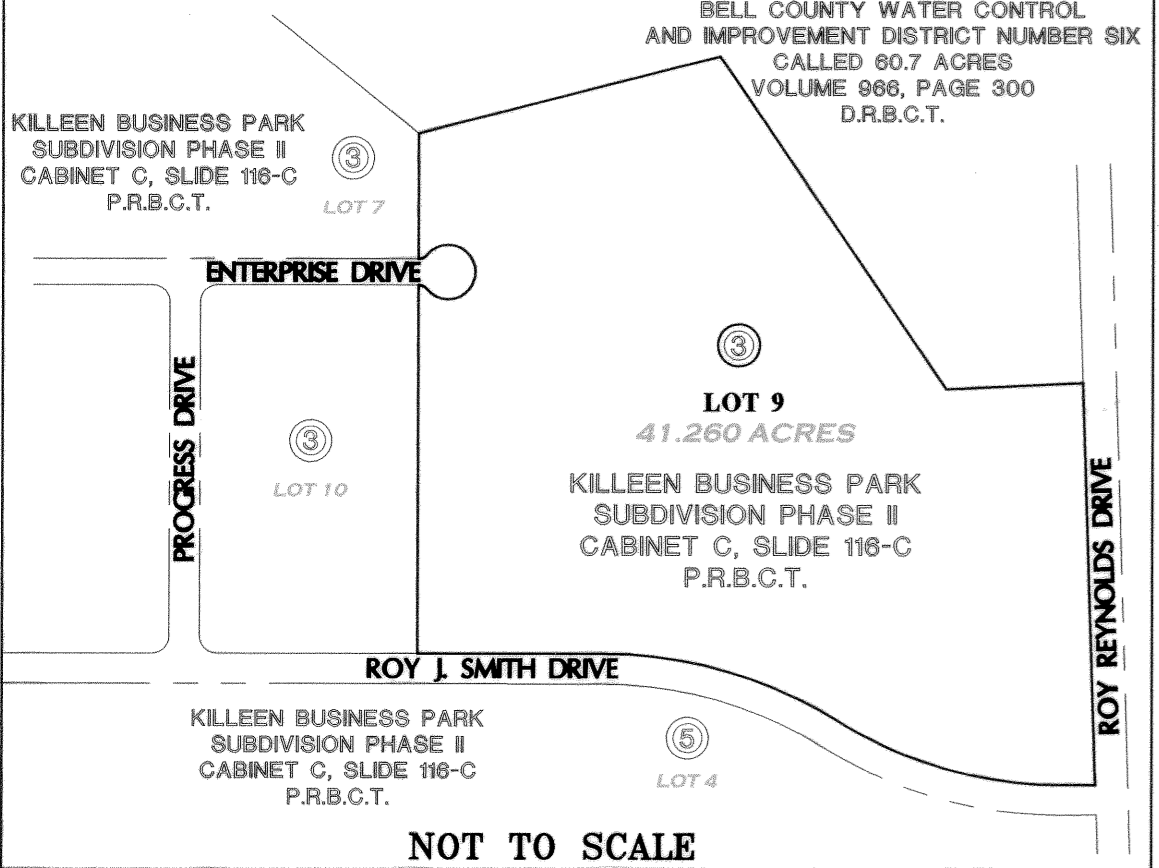 BELL COUNTY WATER CONTROL
AND IMPROVEMENT DISTRICT NUMBER SIX
CALLED 60.7 ACRES
VOLUME 966, PAGE 300
D.R.B.C.T.
KILLEEN BUSINESS PARK
SUBDIVISION PHASE II
CABINET C, SLIDE 116-C
P.R.B.C.T.
3
LOT 7
ENTERPRISE DRIVE
PROGRESS DRIVE
3
LOT 10
3
LOT 9
41.260 ACRES
KILLEEN BUSINESS PARK
SUBDIVISION PHASE II
CABINET C, SLIDE 116-C
P.R.B.C.T.
ROY REYNOLDS DRIVE
ROY J. SMITH DRIVE
KILLEEN BUSINESS PARK
SUBDIVISION PHASE II
CABINET C, SLIDE 116-C
P.R.B.C.T.
5
LOT 4
NOT TO SCALE